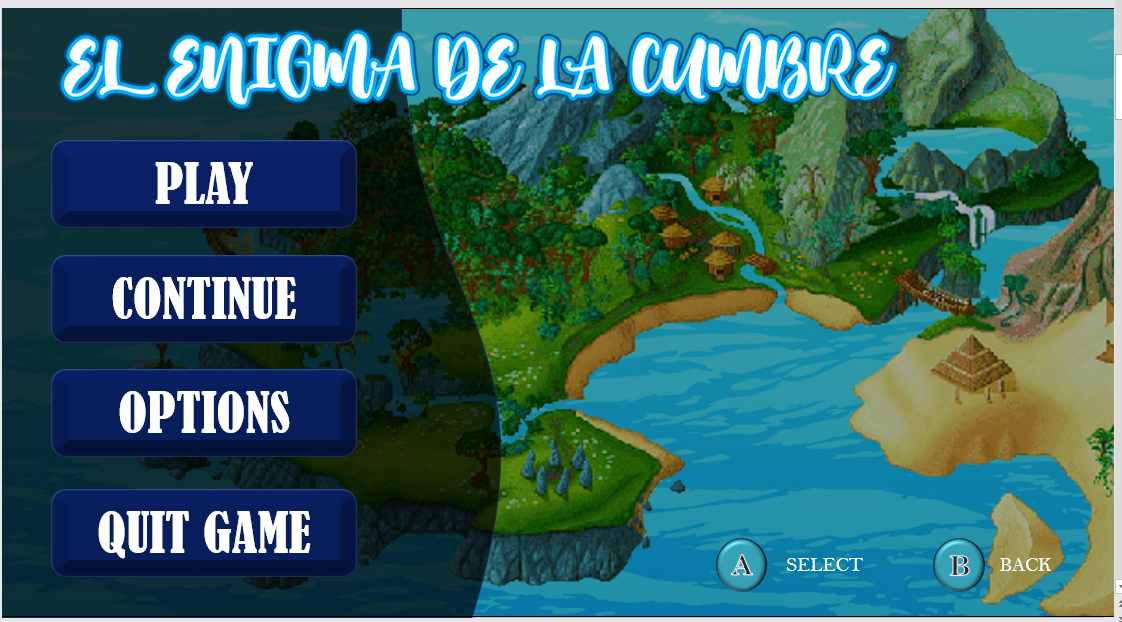 EL ENIGMA DE LA CUMBRE
PLAY
CONTINUE
OPTIONS
QUIT GAME
A SELECT B BACK